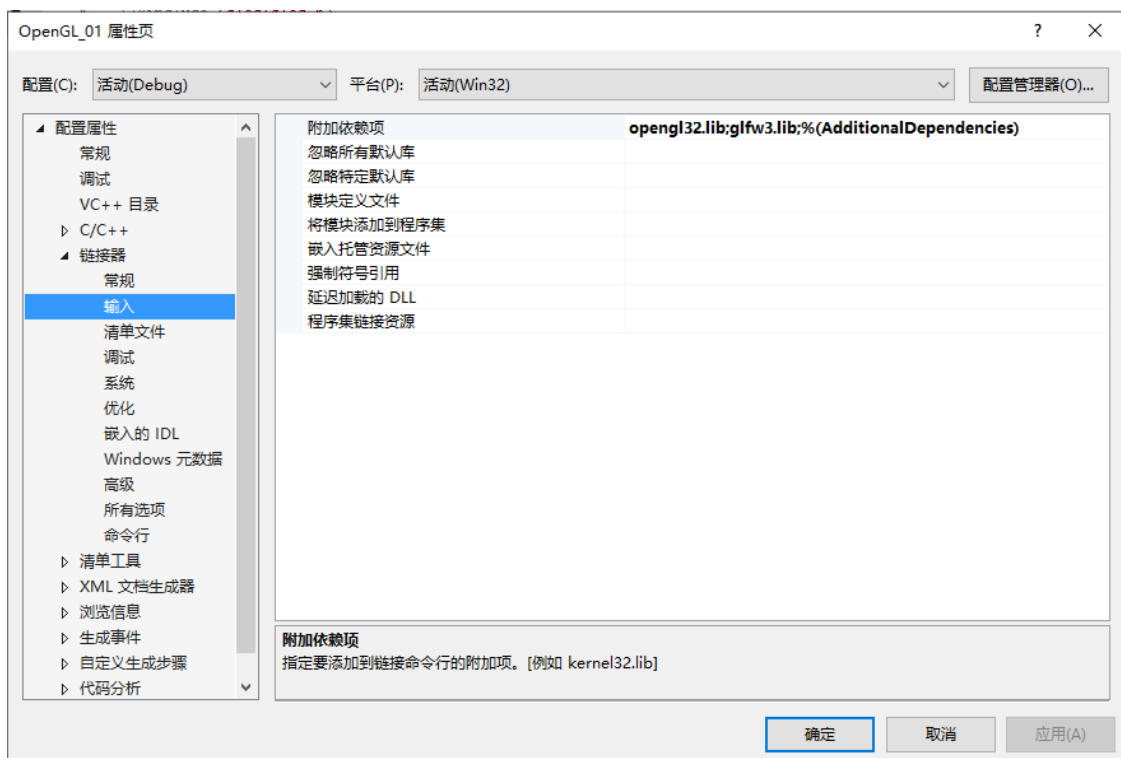 OpenGL_01 属性页
?
配置(C): 活动(Debug) 平台(P): 活动(Win32) 配置管理器(O)...
配置属性
常规
调试
VC++ 目录
C/C++
链接器
常规
输入
清单文件
调试
系统
优化
嵌入的 IDL
Windows 元数据
高级
所有选项
命令行
清单工具
XML 文档生成器
浏览信息
生成事件
自定义生成步骤
代码分析
附加依赖项 opengl32.lib;glfw3.lib;%(AdditionalDependencies)
忽略所有默认库
忽略特定默认库
模块定义文件
将模块添加到程序集
嵌入托管资源文件
强制符号引用
延迟加载的 DLL
程序集链接资源
附加依赖项
指定要添加到链接命令行的附加项。[例如 kernel32.lib]
确定 取消 应用(A)